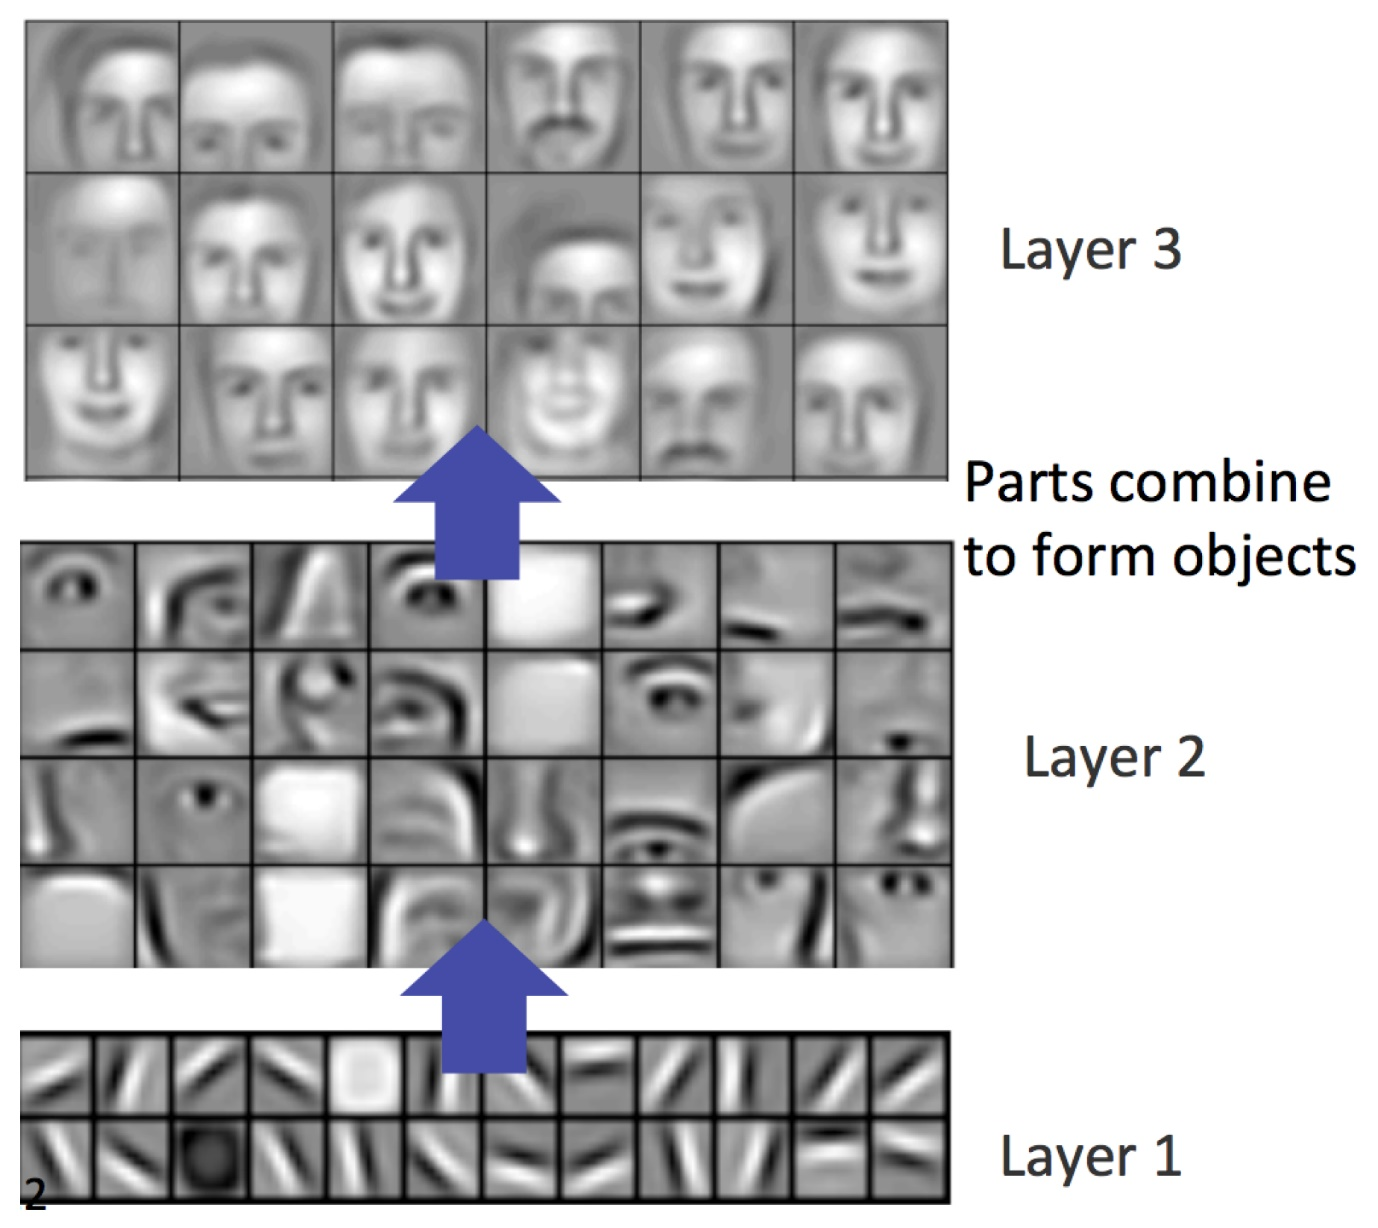 Layer 3
Parts combine
to form objects
Layer 2
Layer 1
2